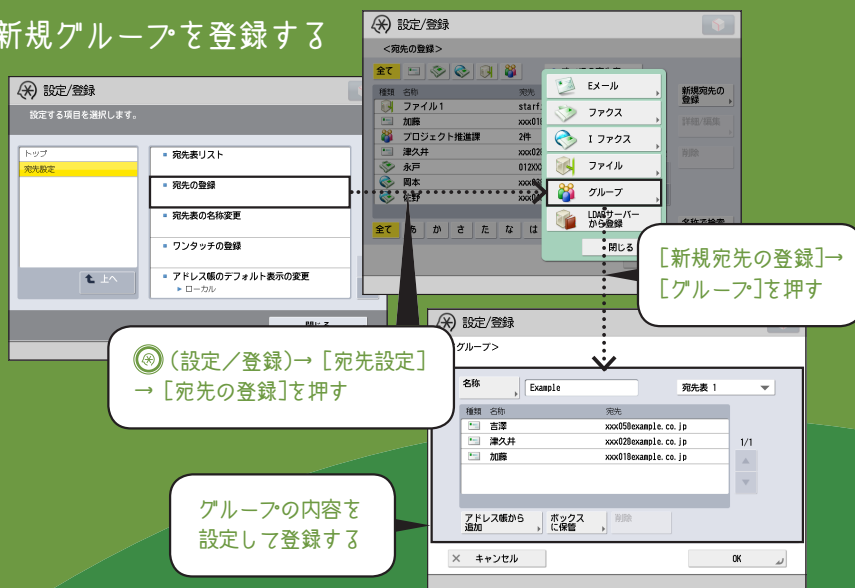 新規グループを登録する
設定/登録
設定する項目を選択します。
トップ
宛先設定
上へ
宛先表リスト
宛先の登録
宛先表の名称変更
ワンタッチの登録
アドレス帳のデフォルト表示の変更
ローカル
設定/登録
<宛先の登録>
全て
種類 名称 宛先
ファイル1 starf
加藤 xxx01
プロジェクト推進課 2件
津久井 xxx02
永戸 012XX
岡本
佐野 xxx0
全て か さ た な は
新規宛先の
登録
詳細/編集
削除
Eメール
ファクス
I ファクス
ファイル
グループ
LDAPサーバー
から登録
閉じる
[新規宛先の登録]→
[グループ]を押す
(設定/登録)→ [宛先設定]
→ [宛先の登録]を押す
設定/登録
グループ>
名称 Example 宛先表 1
種類 名称 宛先
吉澤 xxx05@example.co.jp
津久井 xxx02@example.co.jp
加藤 xxx01@example.co.jp
1/1
アドレス帳から
追加
ボックス
に保管
削除
キャンセル OK
グループの内容を
設定して登録する